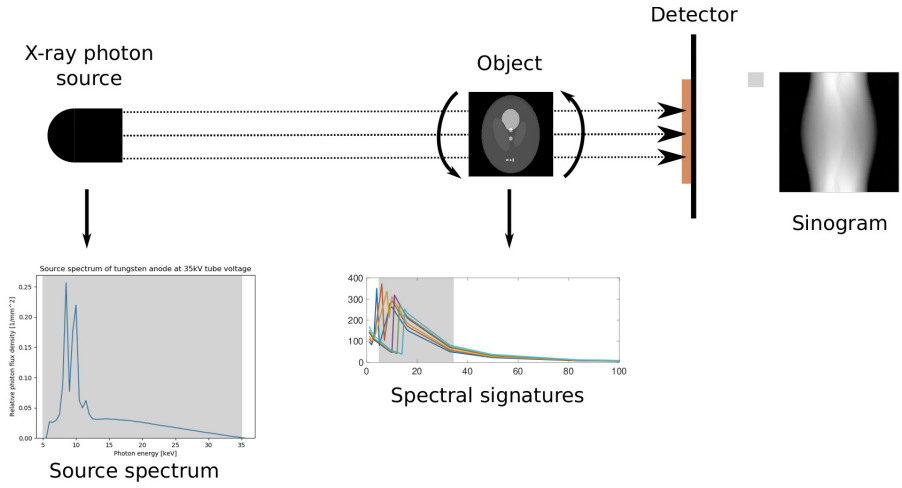 Detector
X-ray photon
source
Object
Sinogram
Source spectrum of tungsten anode at 35kV tube voltage
Relative photon flux density [1/mm^2]
0.25
0.20
0.15
0.10
0.05
0.00
5
10
15
20
25
30
35
Photon energy [keV]
Source spectrum
400
300
200
100
0
0
20
40
60
80
100
Spectral signatures